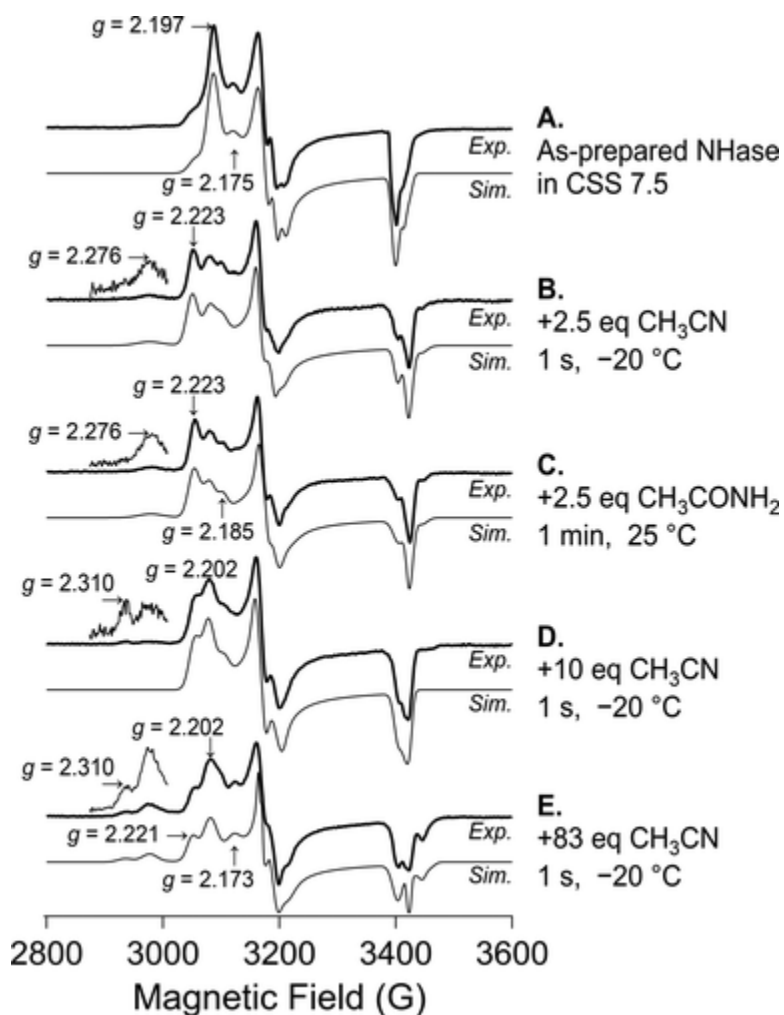 g = 2.197
A.
As-prepared NHase
in CSS 7.5
Exp.
Sim.
g = 2.175
g = 2.223
g = 2.276
B.
+2.5 eq CH₃CN
1 s, −20 °C
Exp.
Sim.
g = 2.223
g = 2.276
C.
+2.5 eq CH₃CONH₂
1 min, 25 °C
Exp.
Sim.
g = 2.185
g = 2.202
g = 2.310
D.
+10 eq CH₃CN
1 s, −20 °C
Exp.
Sim.
g = 2.202
g = 2.310
E.
+83 eq CH₃CN
1 s, −20 °C
Exp.
Sim.
g = 2.221
g = 2.173
2800 3000 3200 3400 3600
Magnetic Field (G)